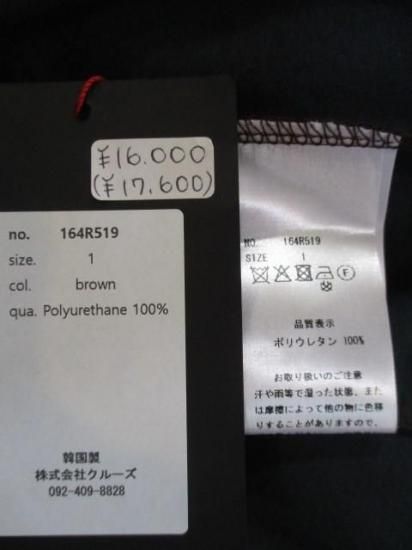 ¥16.000
(¥17,600)
no. 164R519
size. 1
col. brown
qua. Polyurethane 100%
韓国製
株式会社クルーズ
092-409-8828
NO. 164R519
SIZE 1
F
品質表示
ポリウレタン 100%
お取り扱いのご注意
汗や雨等で湿った状態、また
は摩擦によって他の物に色移
りすることがありますので、